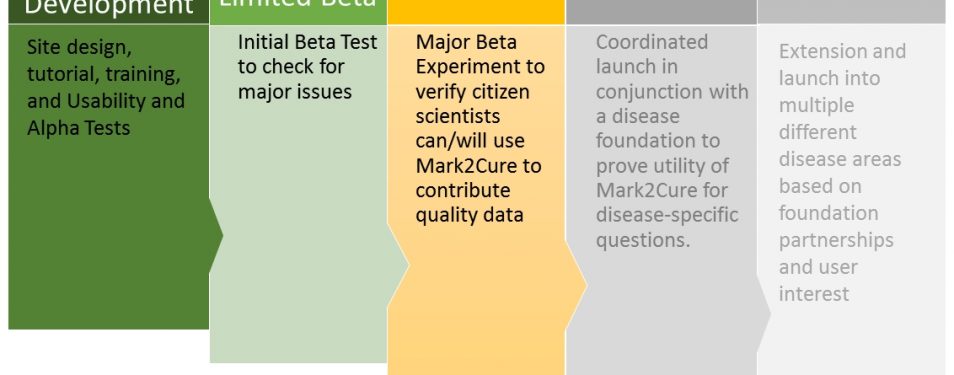 Development
Site design,
tutorial, training,
and Usability and
Alpha Tests
Limited Beta
Initial Beta Test
to check for
major issues
Major Beta
Experiment to
verify citizen
scientists
can/will use
Mark2Cure to
contribute
quality data
Coordinated
launch in
conjunction with
a disease
foundation to
prove utility of
Mark2Cure for
disease-specific
questions.
Extension and
launch into
multiple
different
disease areas
based on
foundation
partnerships
and user
interest